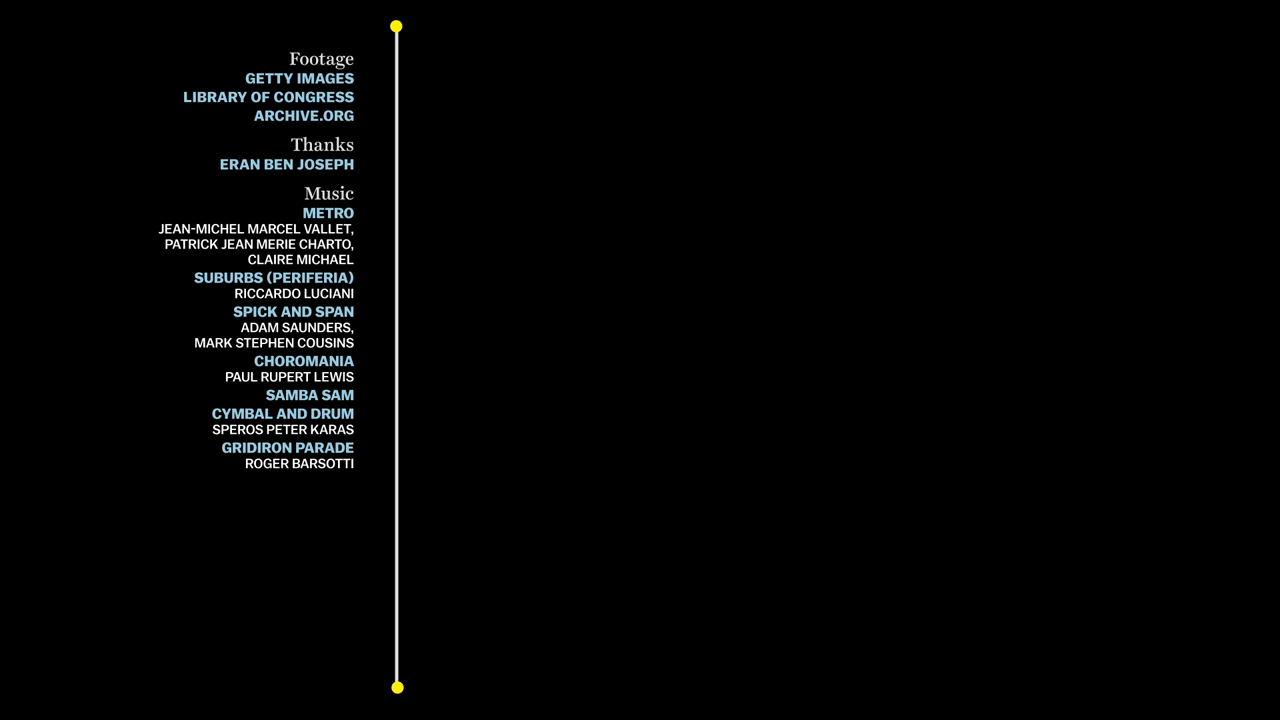 Footage
GETTY IMAGES
LIBRARY OF CONGRESS
ARCHIVE.ORG
Thanks
ERAN BEN JOSEPH
Music
METRO
JEAN-MICHEL MARCEL VALLET,
PATRICK JEAN MERIE CHARTO,
CLAIRE MICHAEL
SUBURBS (PERIFERIA)
RICCARDO LUCIANI
SPICK AND SPAN
ADAM SAUNDERS,
MARK STEPHEN COUSINS
CHOROMANIA
PAUL RUPERT LEWIS
SAMBA SAM
CYMBAL AND DRUM
SPEROS PETER KARAS
GRIDIRON PARADE
ROGER BARSOTTI